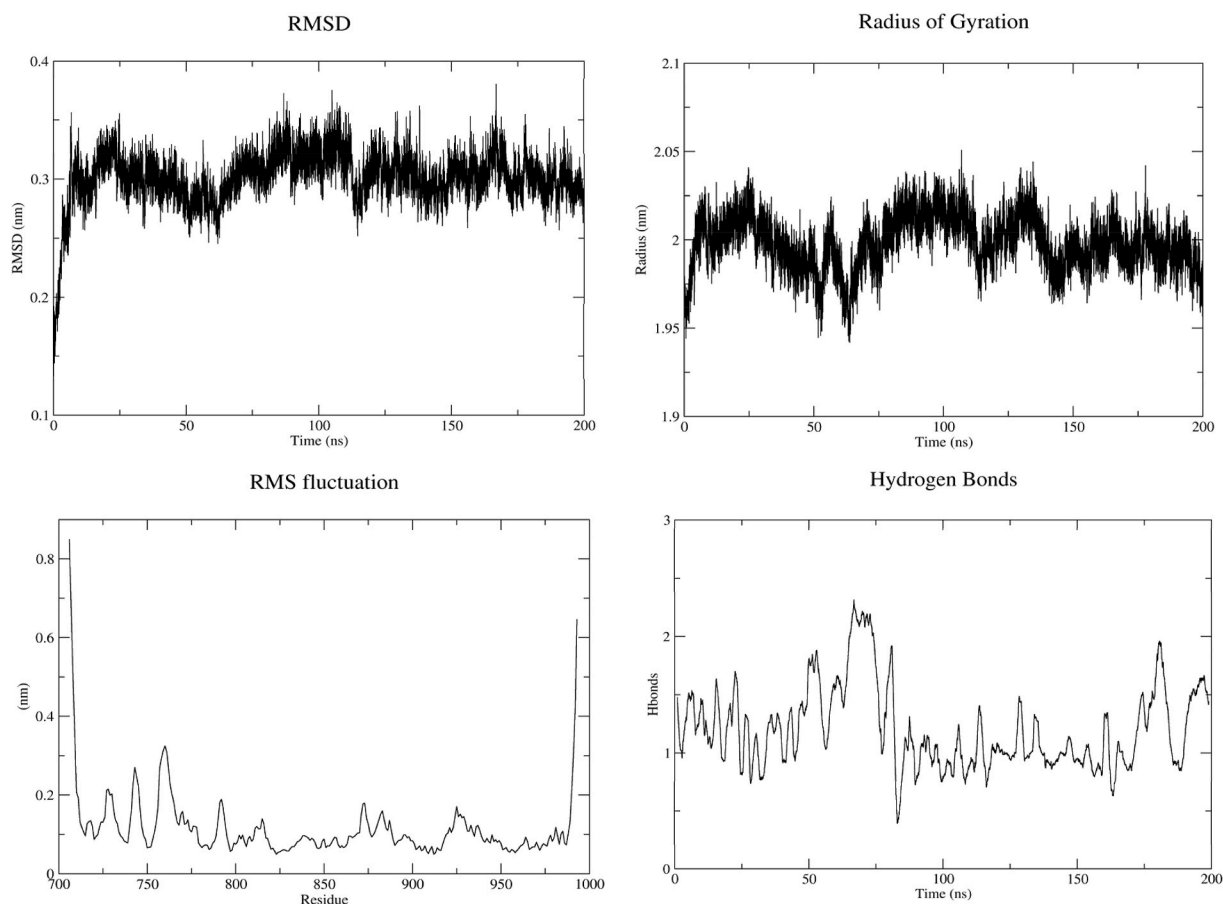 RMSD
0.4
0.3
0.2
0.1
RMSD (nm)
0 50 100 150 200
Time (ns)
Radius of Gyration
2.1
2.05
2
1.95
1.9
Radius (nm)
0 50 100 150 200
Time (ns)
RMS fluctuation
0.8
0.6
0.4
0.2
0
(nm)
700 750 800 850 900 950 1000
Residue
Hydrogen Bonds
3
2
1
0
Hbonds
0 50 100 150 200
Time (ns)